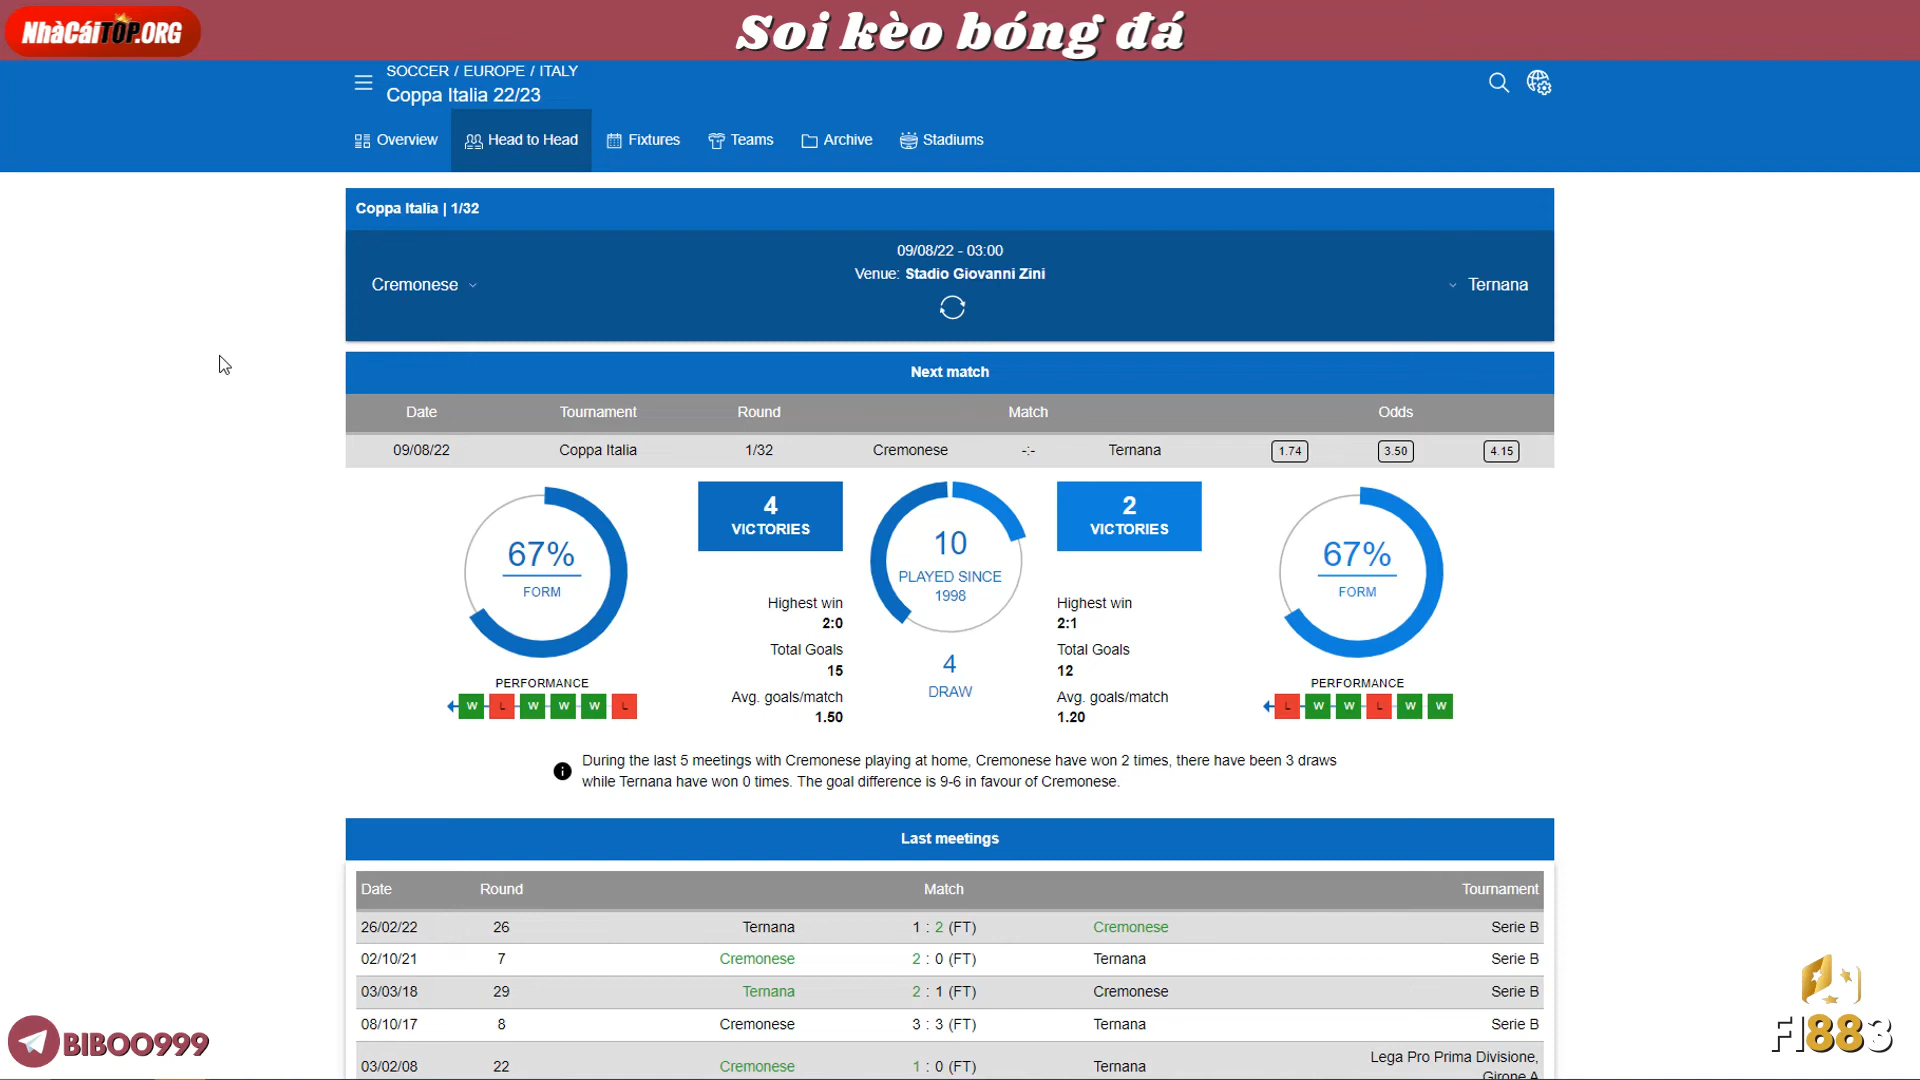 NhàCáiTOP.ORG
Soi kèo bóng đá
SOCCER / EUROPE / ITALY
Coppa Italia 22/23
Overview Head to Head Fixtures Teams Archive Stadiums
Coppa Italia | 1/32
09/08/22 - 03:00
Venue: Stadio Giovanni Zini
Cremonese Ternana
Next match
Date Tournament Round Match Odds
09/08/22 Coppa Italia 1/32 Cremonese -:- Ternana 1.74 3.50 4.15
67%
FORM
PERFORMANCE
W L W W W L
4
VICTORIES
Highest win
2:0
Total Goals
15
Avg. goals/match
1.50
10
PLAYED SINCE
1998
4
DRAW
2
VICTORIES
Highest win
2:1
Total Goals
12
Avg. goals/match
1.20
67%
FORM
PERFORMANCE
L W W L W W
During the last 5 meetings with Cremonese playing at home, Cremonese have won 2 times, there have been 3 draws
while Ternana have won 0 times. The goal difference is 9-6 in favour of Cremonese.
Last meetings
Date Round Match Tournament
26/02/22 26 Ternana 1 : 2 (FT) Cremonese Serie B
02/10/21 7 Cremonese 2 : 0 (FT) Ternana Serie B
03/03/18 29 Ternana 2 : 1 (FT) Cremonese Serie B
08/10/17 8 Cremonese 3 : 3 (FT) Ternana Serie B
03/02/08 22 Cremonese 1 : 0 (FT) Ternana Lega Pro Prima Divisione,
Girone A
BIBOO999
FI883